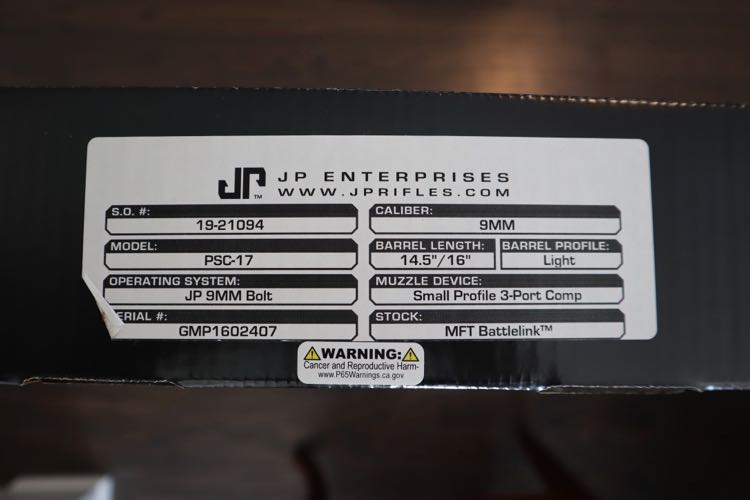 JP™ JP ENTERPRISES
WWW.JPRIFLES.COM
S.O. #:
19-21094
CALIBER:
9MM
MODEL:
PSC-17
BARREL LENGTH:
14.5"/16"
BARREL PROFILE:
Light
OPERATING SYSTEM:
JP 9MM Bolt
MUZZLE DEVICE:
Small Profile 3-Port Comp
ERIAL #:
GMP1602407
STOCK:
MFT Battlelink™
WARNING:
Cancer and Reproductive Harm-
www.P65Warnings.ca.gov